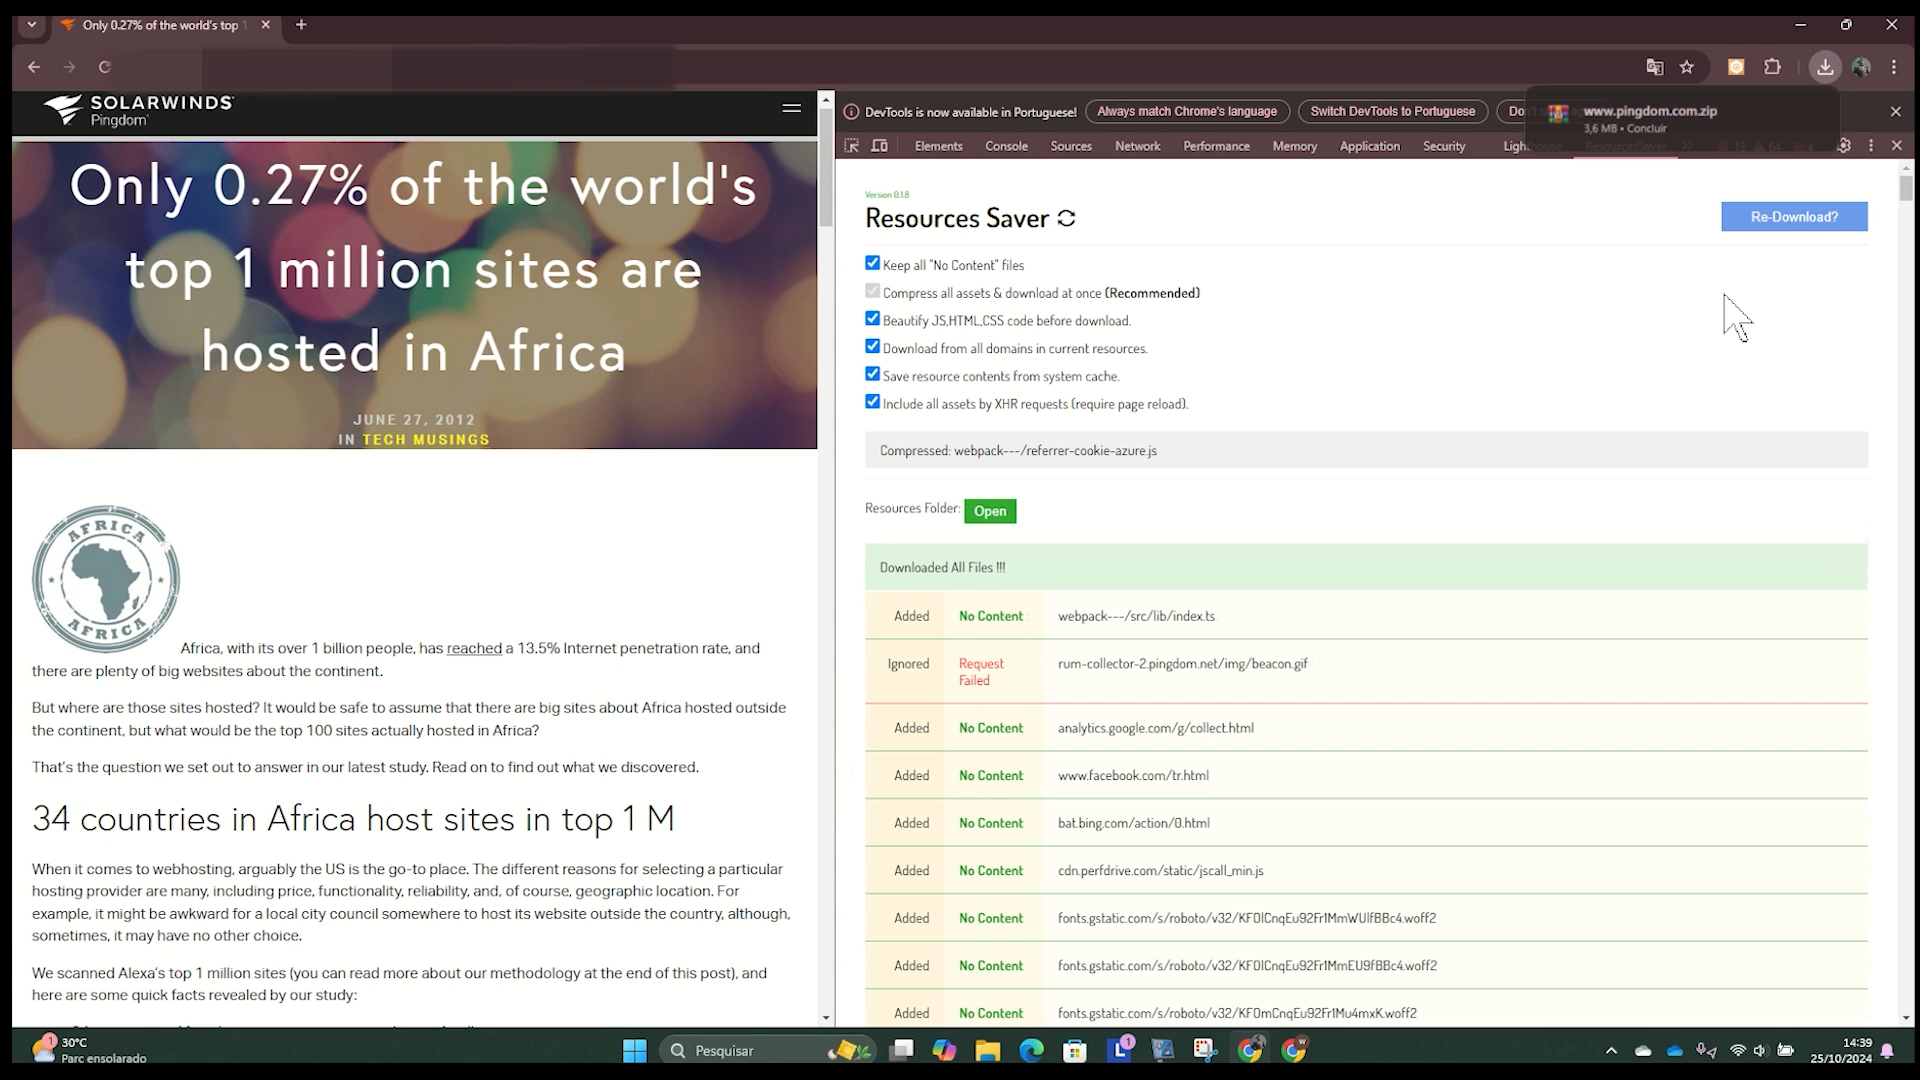 Only 0.27% of the world's top 1
SOLARWINDS
Pingdom
Only 0.27% of the world's
top 1 million sites are
hosted in Africa
JUNE 27, 2012
IN TECH MUSINGS
AFRICA
AFRICA
Africa, with its over 1 billion people, has reached a 13.5% Internet penetration rate, and
there are plenty of big websites about the continent.
But where are those sites hosted? It would be safe to assume that there are big sites about Africa hosted outside
the continent, but what would be the top 100 sites actually hosted in Africa?
That's the question we set out to answer in our latest study. Read on to find out what we discovered.
34 countries in Africa host sites in top 1 M
When it comes to webhosting, arguably the US is the go-to place. The different reasons for selecting a particular
hosting provider are many, including price, functionality, reliability, and, of course, geographic location. For
example, it might be awkward for a local city council somewhere to host its website outside the country, although,
sometimes, it may have no other choice.
We scanned Alexa's top 1 million sites (you can read more about our methodology at the end of this post), and
here are some quick facts revealed by our study:
DevTools is now available in Portuguese! Always match Chrome's language Switch DevTools to Portuguese
www.pingdom.com.zip
3,6 MB • Concluir
Elements Console Sources Network Performance Memory Application Security Lighthouse ResourcesSaver
Version 0.1.8
Resources Saver
Re-Download?
Keep all "No Content" files
Compress all assets & download at once (Recommended)
Beautify JS,HTML,CSS code before download.
Download from all domains in current resources.
Save resource contents from system cache.
Include all assets by XHR requests (require page reload).
Compressed: webpack---/referrer-cookie-azure.js
Resources Folder: Open
Downloaded All Files !!!
Added No Content webpack---/src/lib/index.ts
Ignored Request Failed rum-collector-2.pingdom.net/img/beacon.gif
Added No Content analytics.google.com/g/collect.html
Added No Content www.facebook.com/tr.html
Added No Content bat.bing.com/action/0.html
Added No Content cdn.perfdrive.com/static/jscall_min.js
Added No Content fonts.gstatic.com/s/roboto/v32/KFOlCnqEu92Fr1MmWUlfBBc4.woff2
Added No Content fonts.gstatic.com/s/roboto/v32/KFOlCnqEu92Fr1MmEU9fBBc4.woff2
Added No Content fonts.gstatic.com/s/roboto/v32/KFOmCnqEu92Fr1Mu4mxK.woff2
1
30°C
Parc ensolarado
Pesquisar
1
14:39
25/10/2024